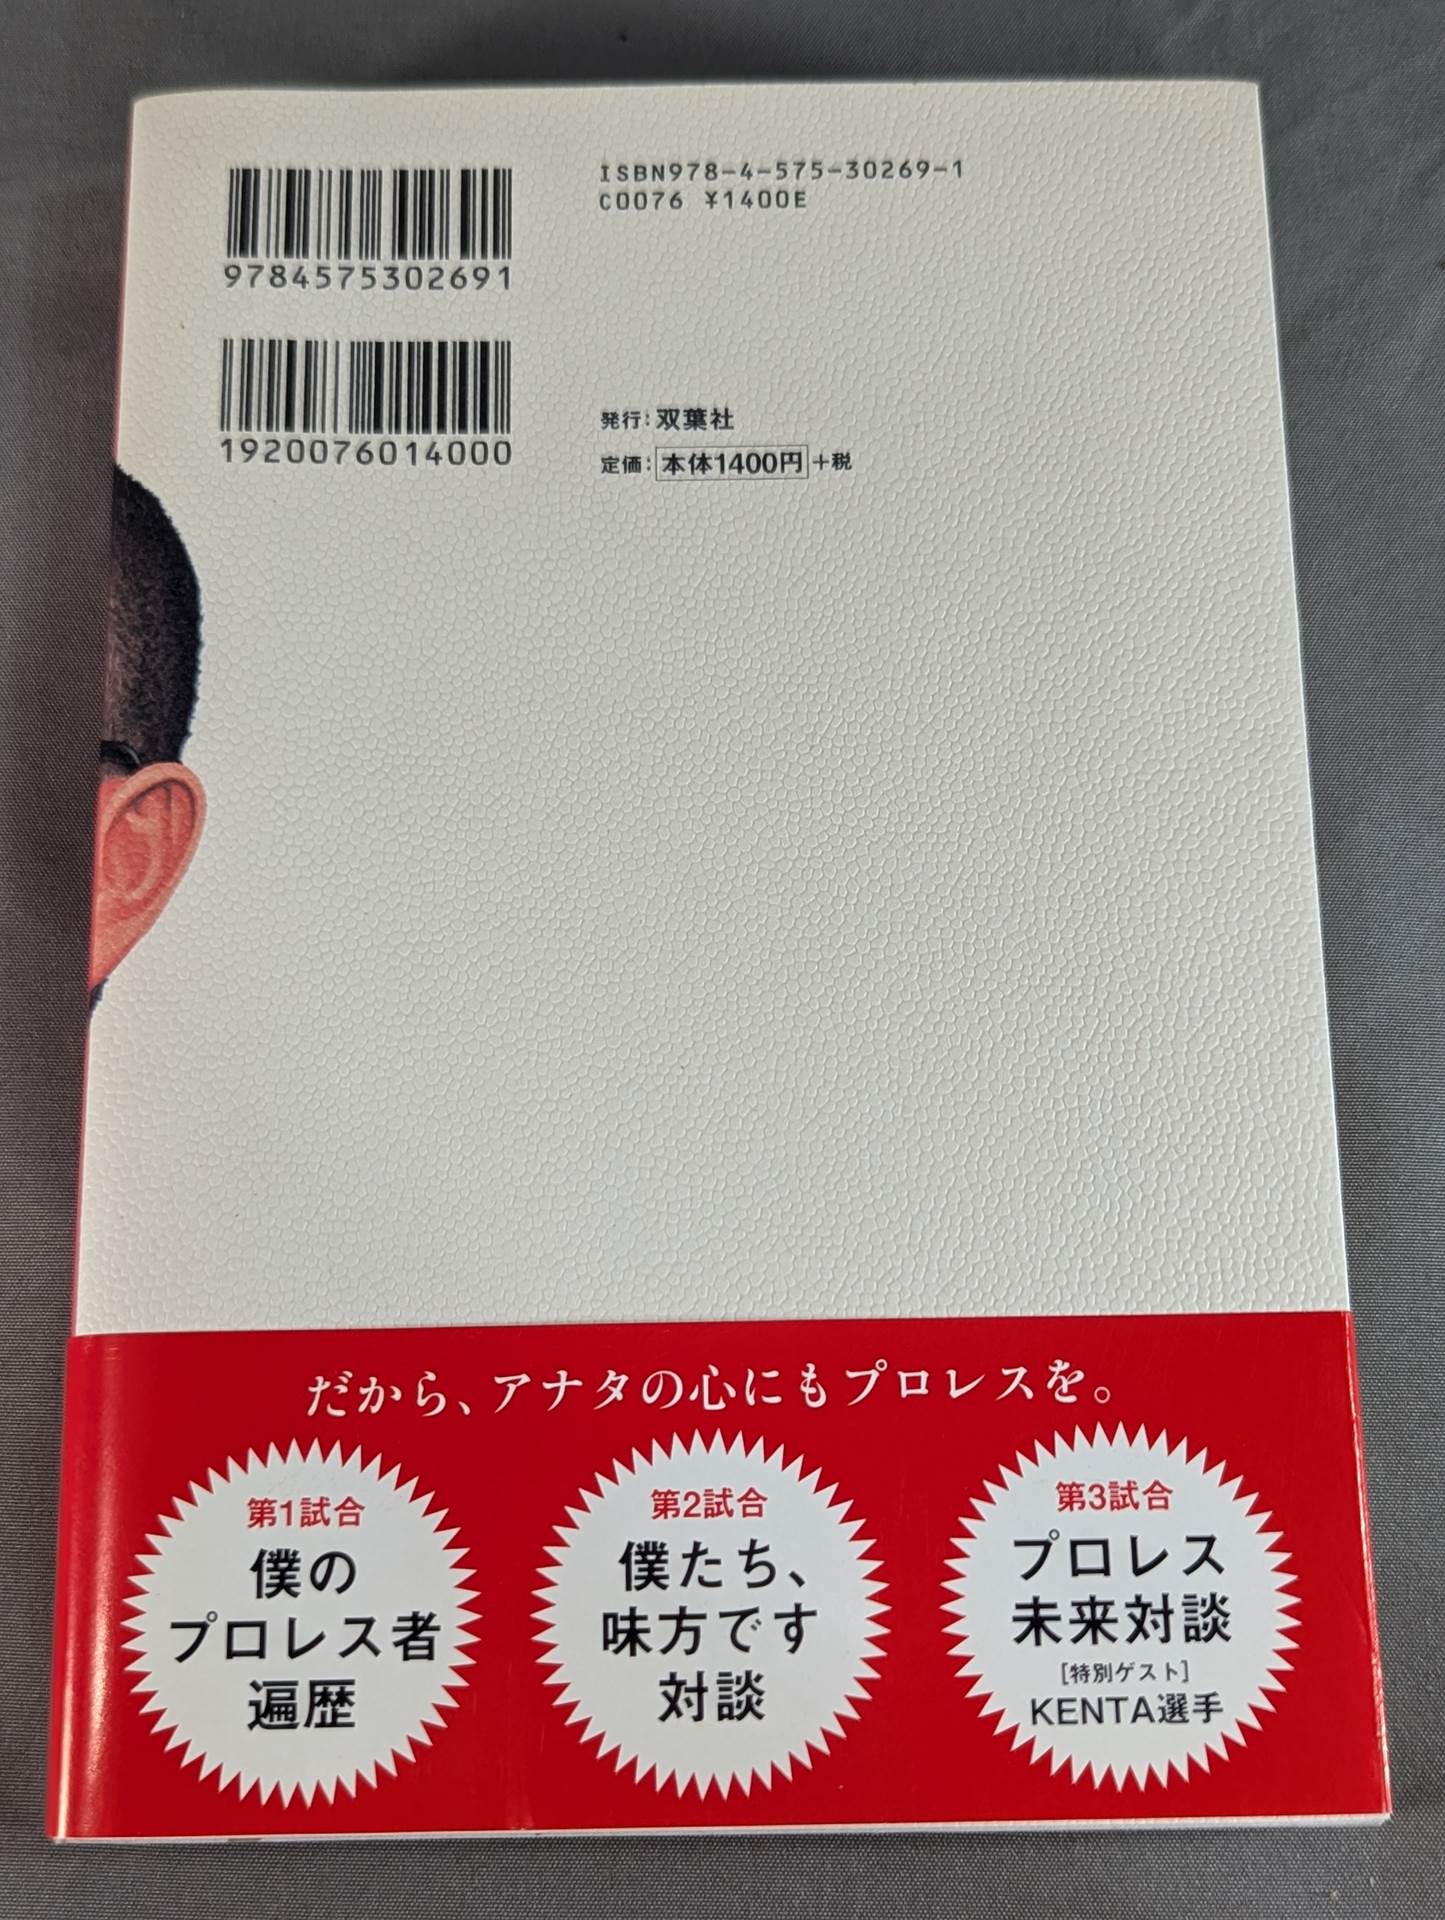 9784575302691
ISBN978-4-575-30269-1
C0076 ¥1400E
1920076014000
発行：双葉社
定価：本体1400円＋税
だから、アナタの心にもプロレスを。
第1試合
僕の
プロレス者
遍歴
第2試合
僕たち、
味方です
対談
第3試合
プロレス
未来対談
［特別ゲスト］
KENTA選手